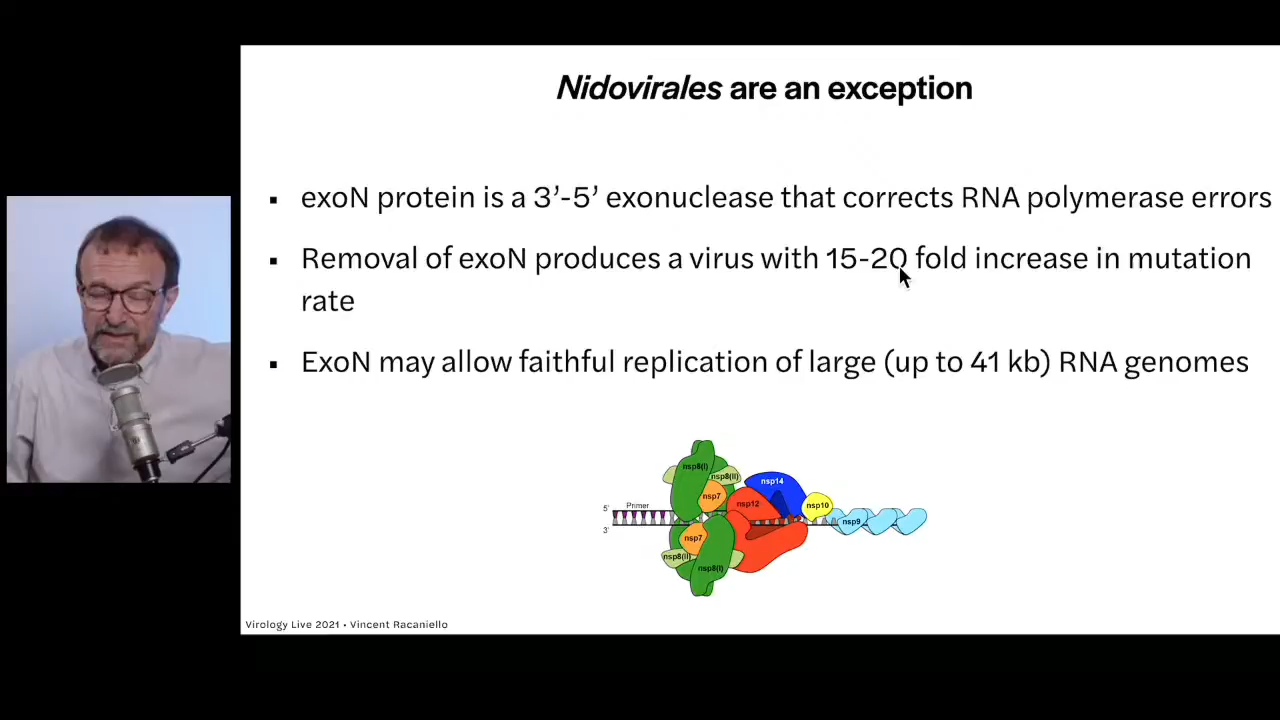 Nidovirales are an exception
▪ exoN protein is a 3’-5’ exonuclease that corrects RNA polymerase errors
▪ Removal of exoN produces a virus with 15-20 fold increase in mutation
rate
▪ ExoN may allow faithful replication of large (up to 41 kb) RNA genomes
nsp8(I)
nsp8(II)
nsp14
nsp7
nsp12
nsp10
5'
Primer
nsp9
3'
nsp7
nsp8(II)
nsp8(I)
Virology Live 2021 • Vincent Racaniello